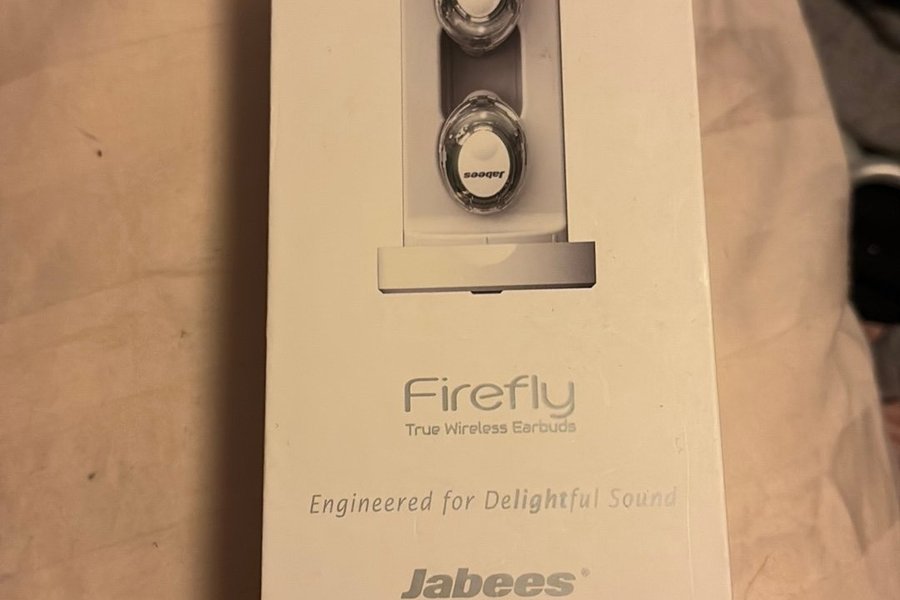 Jabees
Firefly
True Wireless Earbuds
Engineered for Delightful Sound
Jabees®